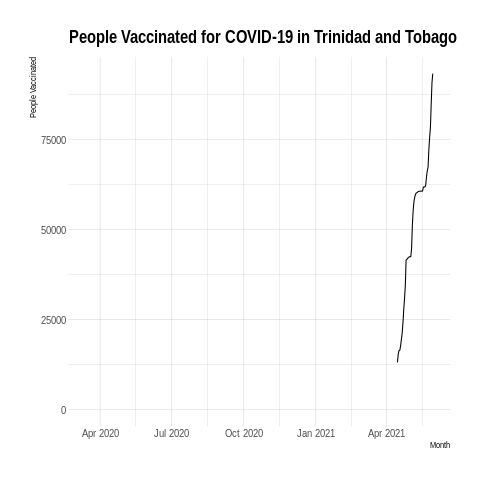 People Vaccinated for COVID-19 in Trinidad and Tobago
People Vaccinated
75000
50000
25000
0
Apr 2020 Jul 2020 Oct 2020 Jan 2021 Apr 2021
Month